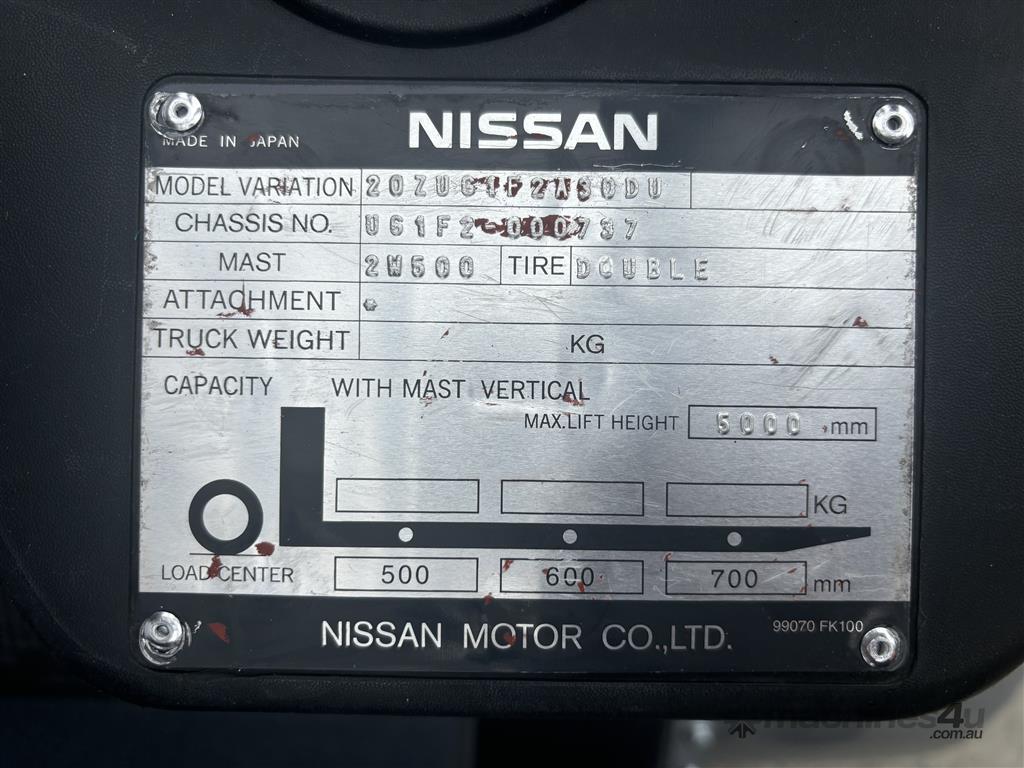 MADE IN JAPAN NISSAN
MODEL VARIATION
CHASSIS NO. U61F2-000737
MAST 2W500 TIRE DOUBLE
ATTACHMENT *
TRUCK WEIGHT KG
CAPACITY WITH MAST VERTICAL
MAX.LIFT HEIGHT 5000 mm
KG
LOAD CENTER 500 600 700 mm
NISSAN MOTOR CO.,LTD. 99070 FK100
machines4u
.com.au